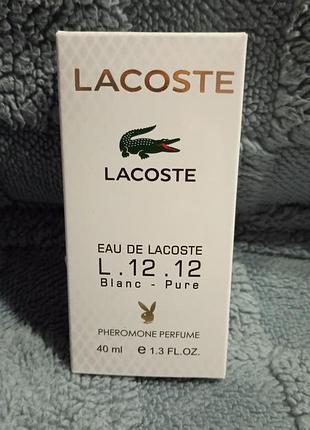 LACOSTE
LACOSTE
EAU DE LACOSTE
L.12.12
Blanc - Pure
PHEROMONE PERFUME
40 ml e 1.3 FL.OZ.